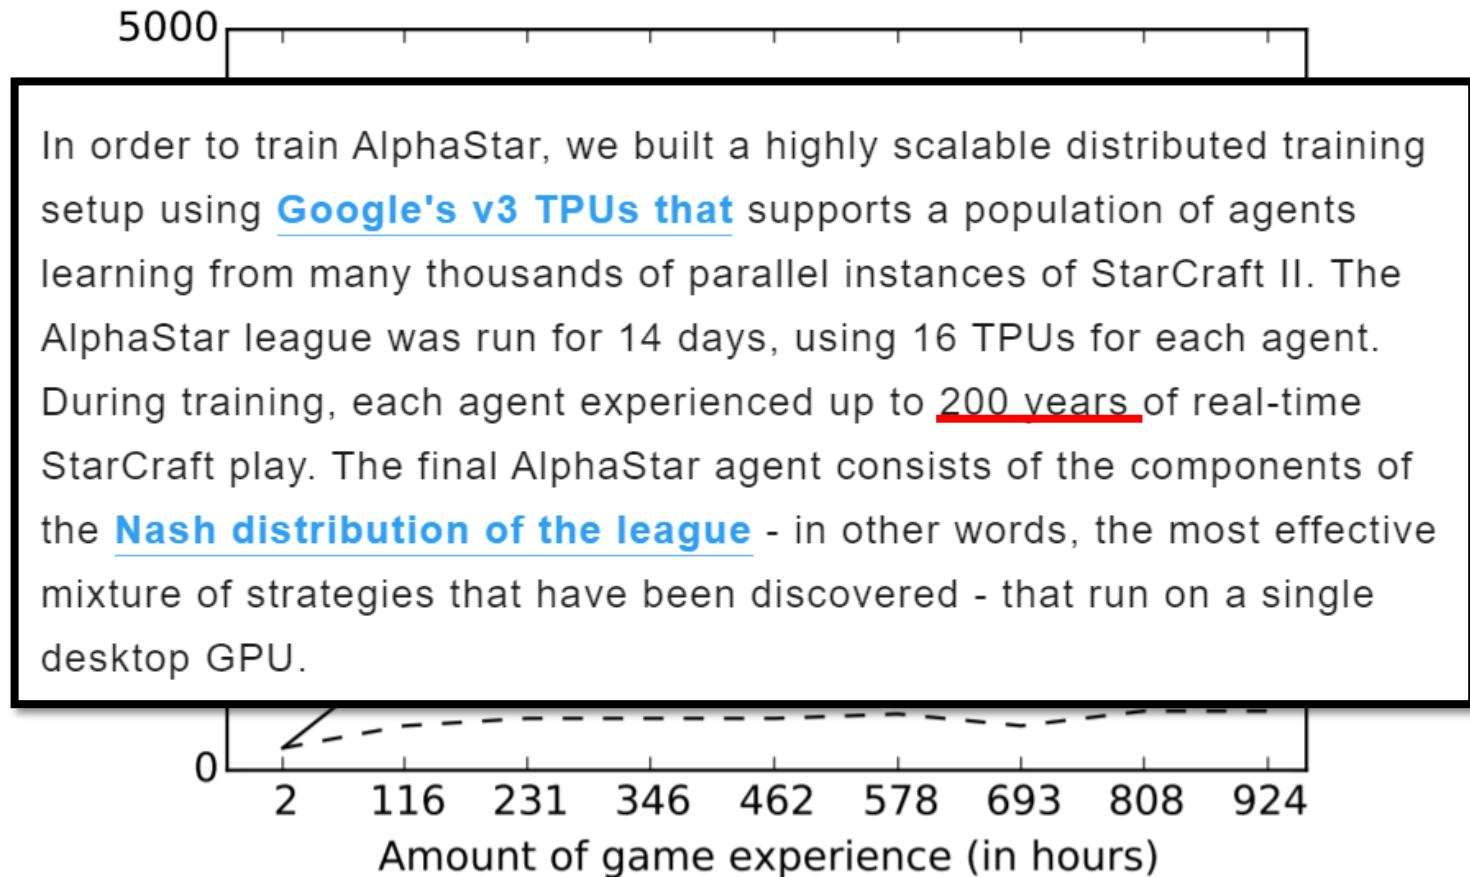 5000
In order to train AlphaStar, we built a highly scalable distributed training
setup using Google's v3 TPUs that supports a population of agents
learning from many thousands of parallel instances of StarCraft II. The
AlphaStar league was run for 14 days, using 16 TPUs for each agent.
During training, each agent experienced up to 200 years of real-time
StarCraft play. The final AlphaStar agent consists of the components of
the Nash distribution of the league - in other words, the most effective
mixture of strategies that have been discovered - that run on a single
desktop GPU.
0
2 116 231 346 462 578 693 808 924
Amount of game experience (in hours)